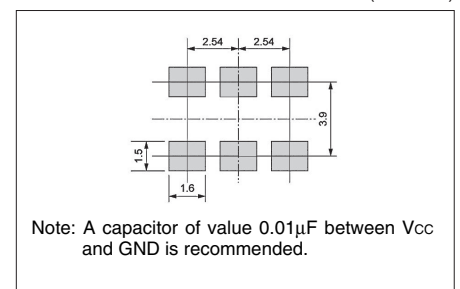 2.54 2.54
3.9
1.5
1.6
Note: A capacitor of value 0.01µF between Vcc
and GND is recommended.